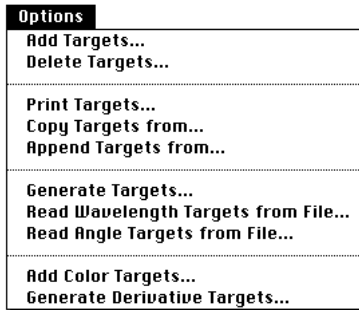 Options
Add Targets...
Delete Targets...
Print Targets...
Copy Targets from...
Append Targets from...
Generate Targets...
Read Wavelength Targets from File...
Read Angle Targets from File...
Add Color Targets...
Generate Derivative Targets...